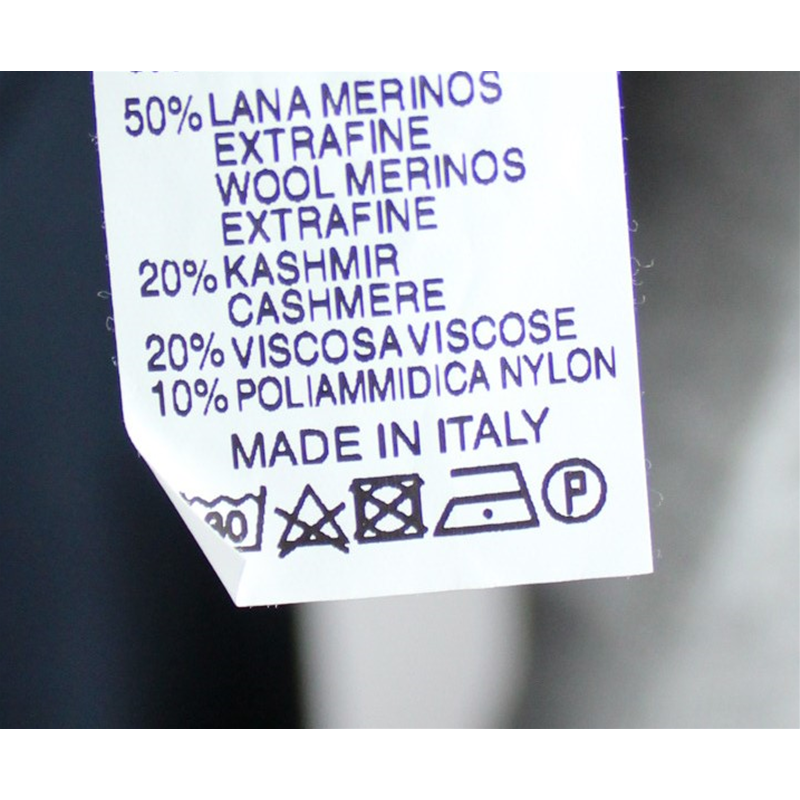 50% LANA MERINOS
EXTRAFINE
WOOL MERINOS
EXTRAFINE
20% KASHMIR
CASHMERE
20% VISCOSA VISCOSE
10% POLIAMMIDICA NYLON
MADE IN ITALY
30 P